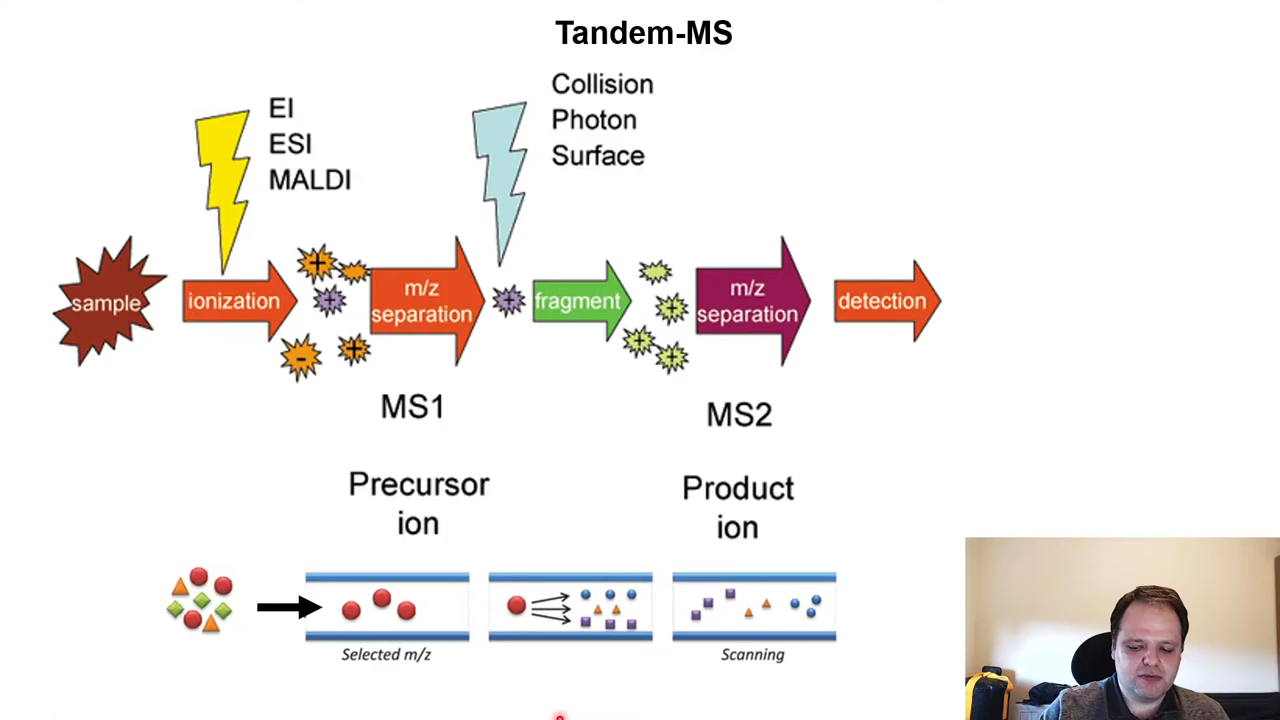 Tandem-MS
EI
ESI
MALDI
Collision
Photon
Surface
sample
ionization
+
+
-
+
m/z
separation
+
fragment
+
+
+
m/z
separation
detection
MS1
MS2
Precursor
ion
Product
ion
Selected m/z
Scanning